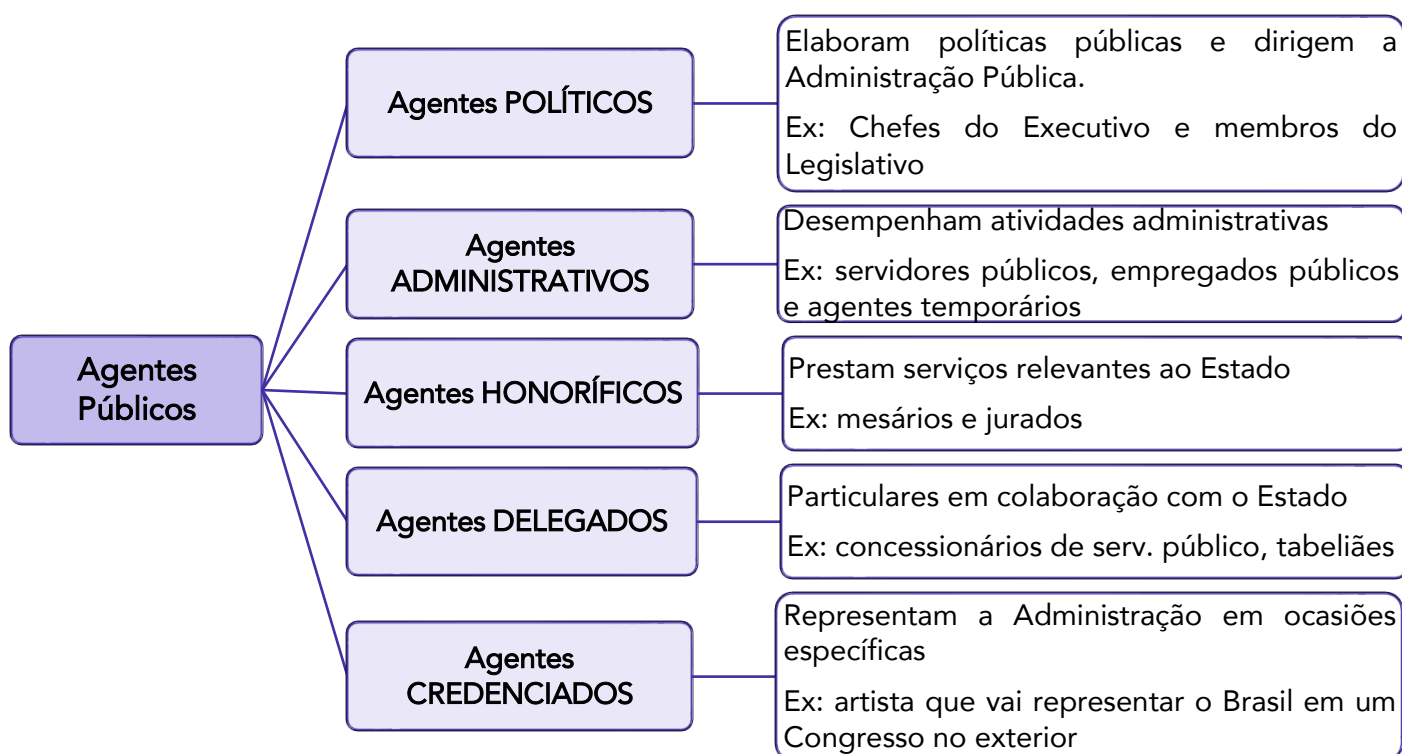 Agentes
Públicos
Agentes POLÍTICOS
Elaboram políticas públicas e dirigem a
Administração Pública.
Ex: Chefes do Executivo e membros do
Legislativo
Agentes
ADMINISTRATIVOS
Desempenham atividades administrativas
Ex: servidores públicos, empregados públicos
e agentes temporários
Agentes HONORÍFICOS
Prestam serviços relevantes ao Estado
Ex: mesários e jurados
Agentes DELEGADOS
Particulares em colaboração com o Estado
Ex: concessionários de serv. público, tabeliães
Agentes
CREDENCIADOS
Representam a Administração em ocasiões
específicas
Ex: artista que vai representar o Brasil em um
Congresso no exterior